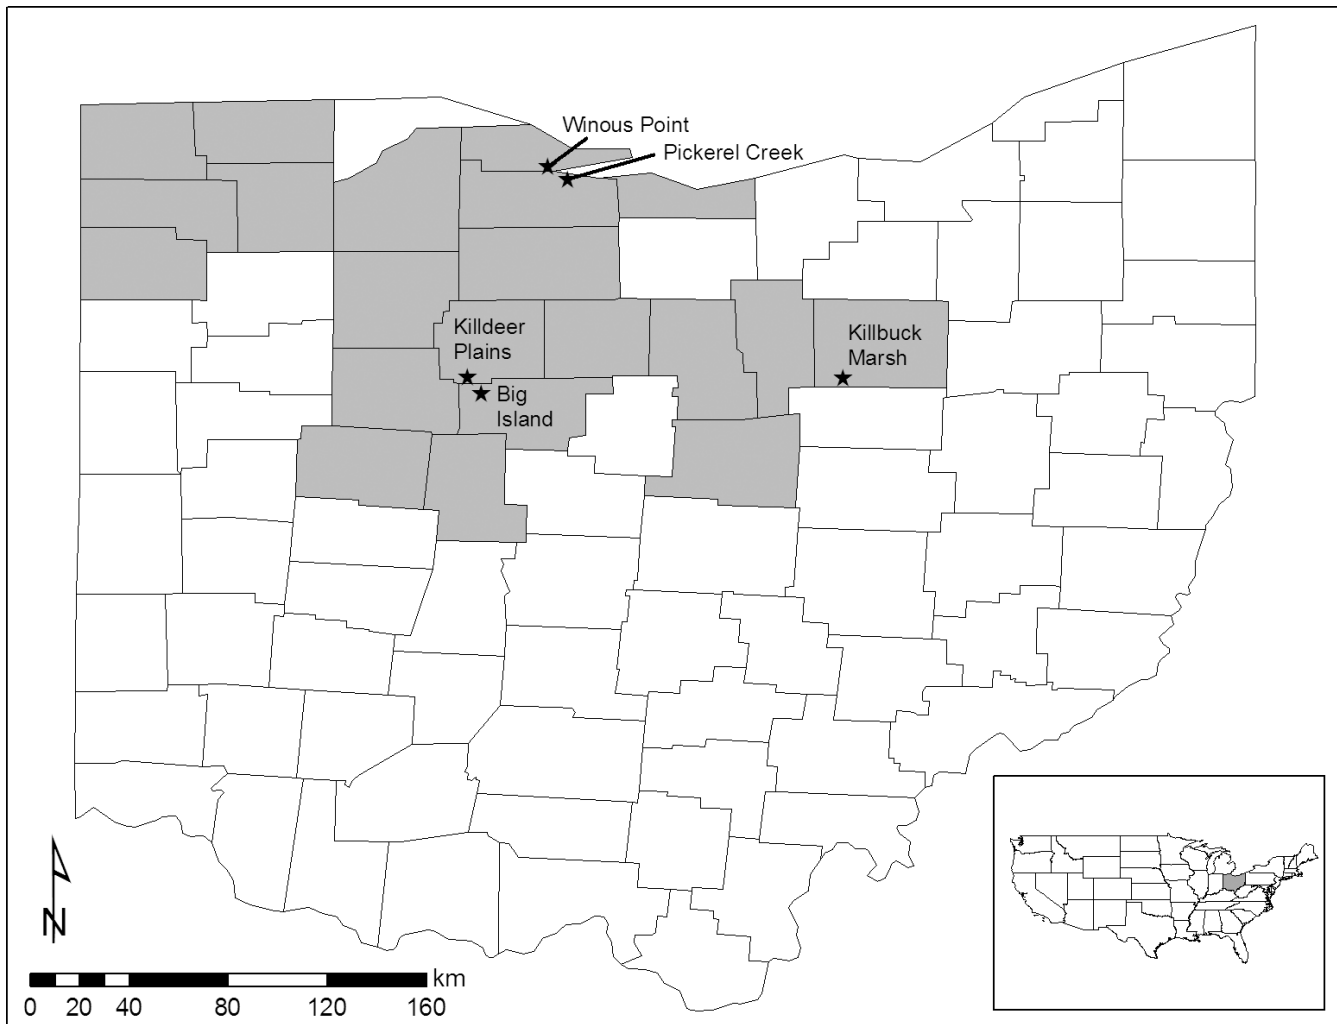 Winous Point
Pickerel Creek
Killdeer
Plains
Killbuck
Marsh
Big
Island
N
km
0 20 40 80 120 160